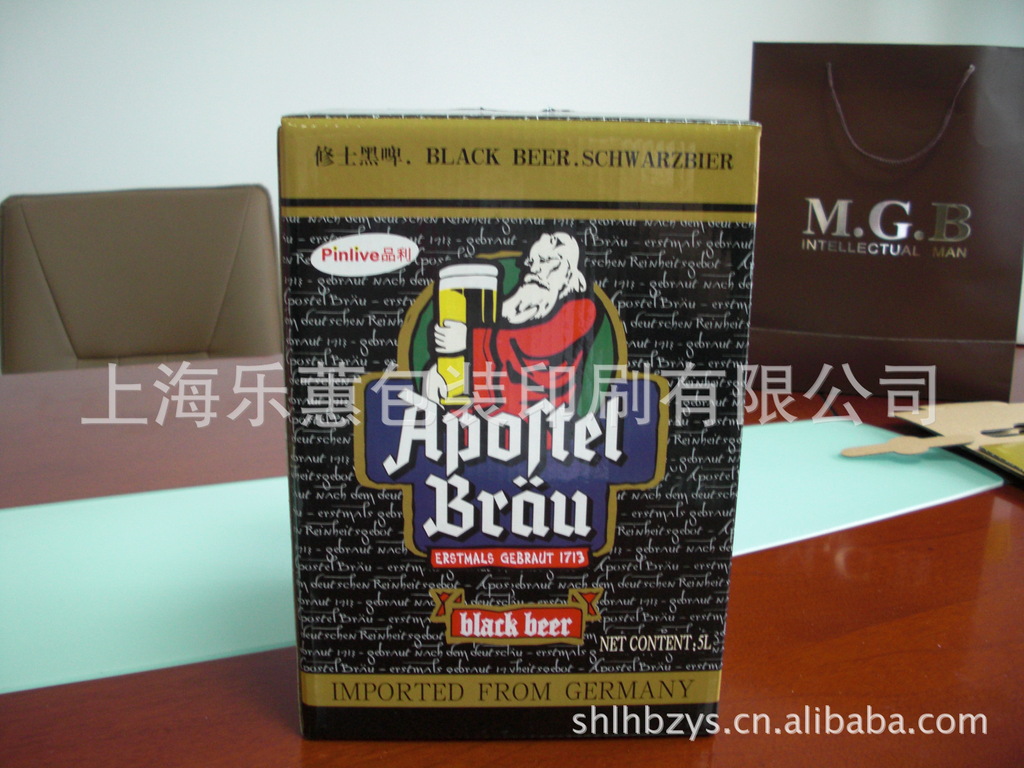 修士黑啤. BLACK BEER.SCHWARZBIER
Pinlive品利
M.G.B
INTELLECTUAL MAN
上海乐蕙包装印刷有限公司
Apoſtel
Bräu
ERSTMALS GEBRAUT 1713
black beer
NET CONTENT:5L
IMPORTED FROM GERMANY
shlhbzys.cn.alibaba.com